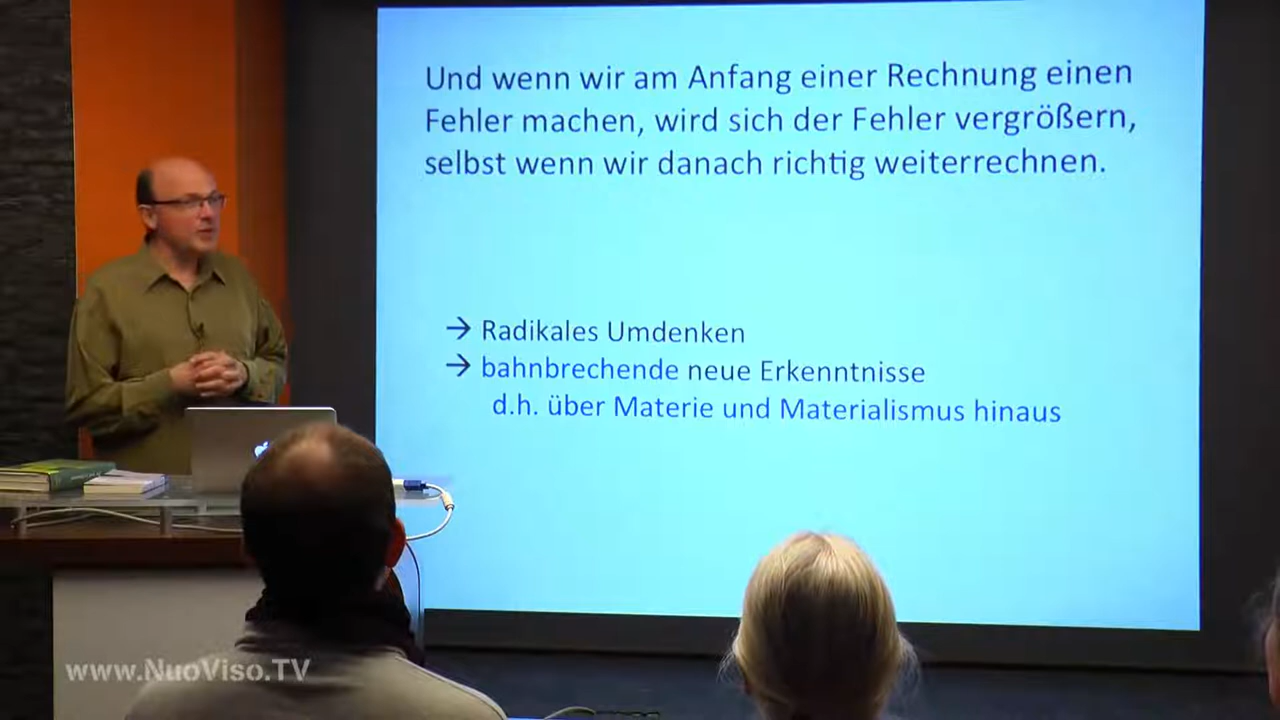 Und wenn wir am Anfang einer Rechnung einen
Fehler machen, wird sich der Fehler vergrößern,
selbst wenn wir danach richtig weiterrechnen.
→ Radikales Umdenken
→ bahnbrechende neue Erkenntnisse
d.h. über Materie und Materialismus hinaus
www.NuoViso.TV